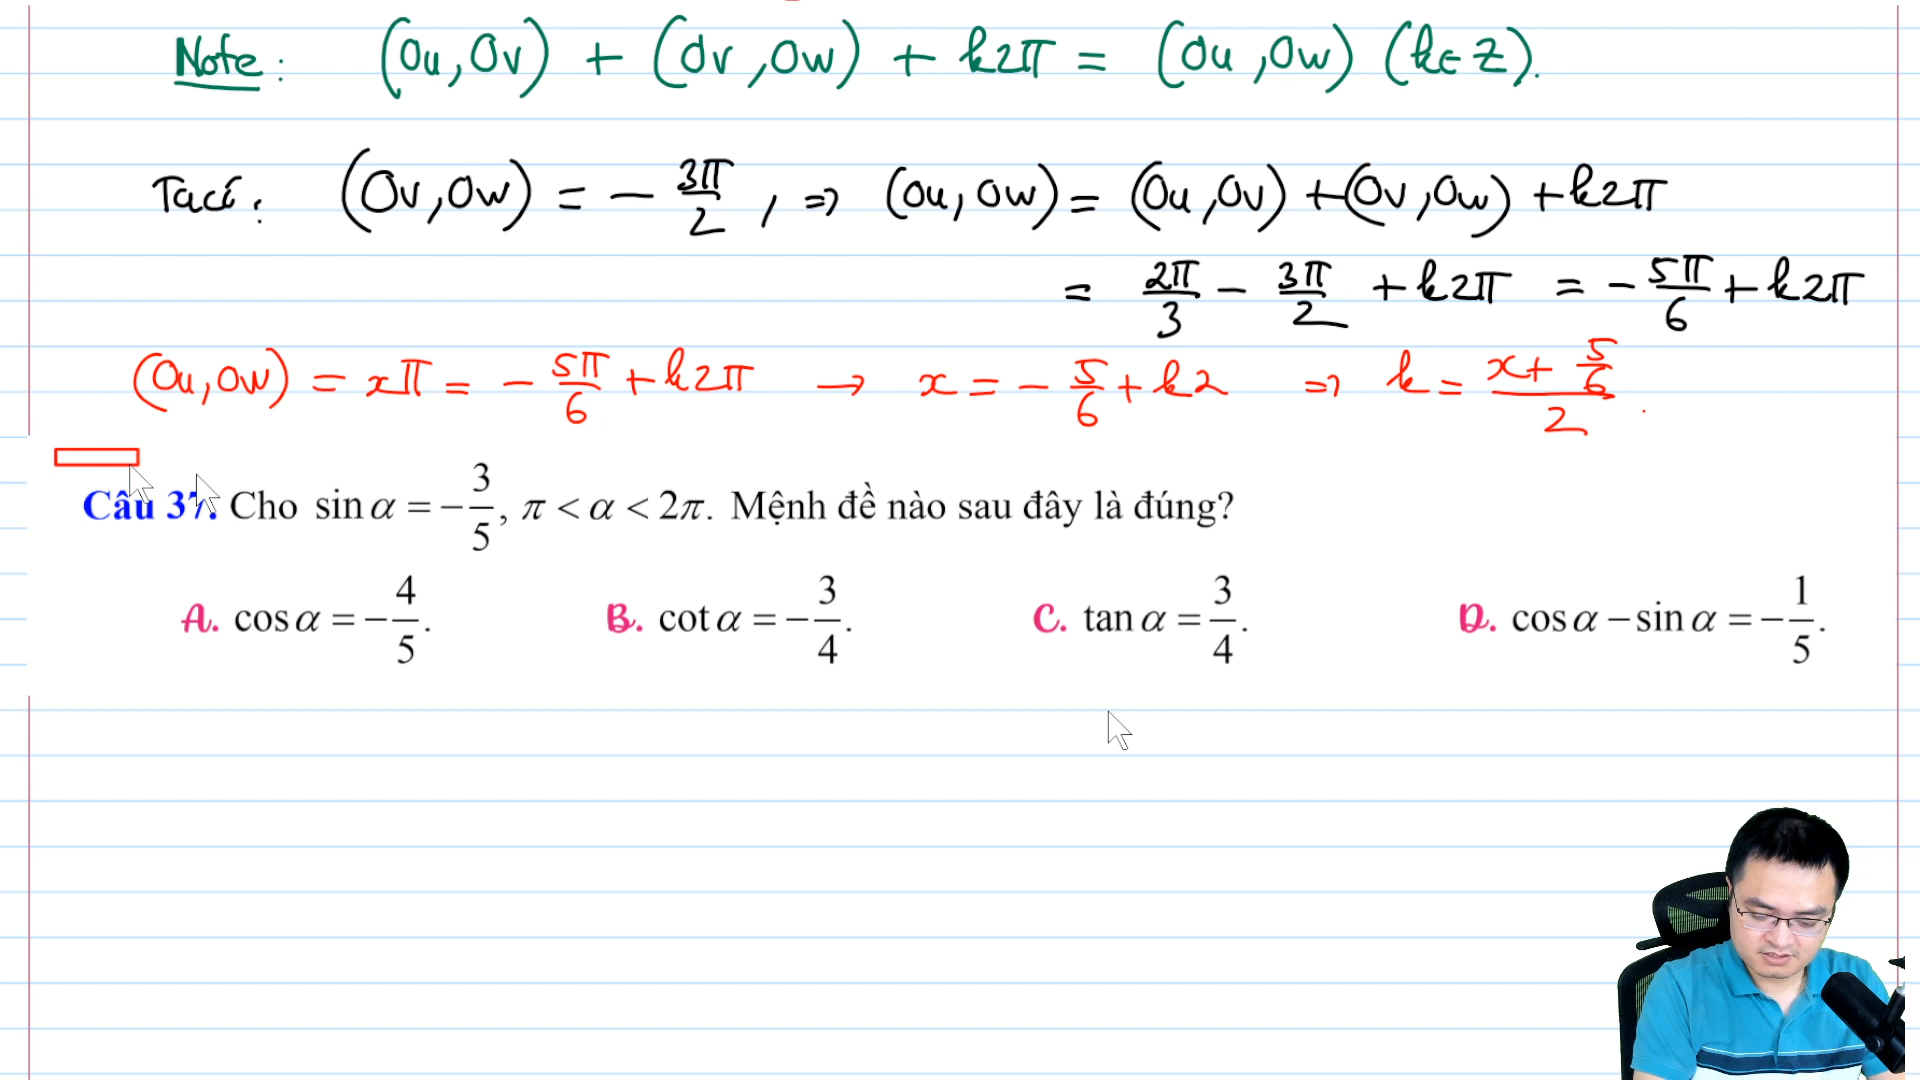 Note: (Ou, Ov) + (Ov, Ow) + k2π = (Ou, Ow) (k∈Z).
Ta có: (Ov, Ow) = -3π/2, ⇒ (Ou, Ow) = (Ou, Ov) + (Ov, Ow) + k2π
= 2π/3 - 3π/2 + k2π = -5π/6 + k2π
(Ou, Ow) = xπ = -5π/6 + k2π → x = -5/6 + k2 ⇒ k = (x + 5/6)/2.
Câu 37. Cho sin α = -3/5, π < α < 2π. Mệnh đề nào sau đây là đúng?
A. cos α = -4/5. B. cot α = -3/4. C. tan α = 3/4. D. cos α - sin α = -1/5.